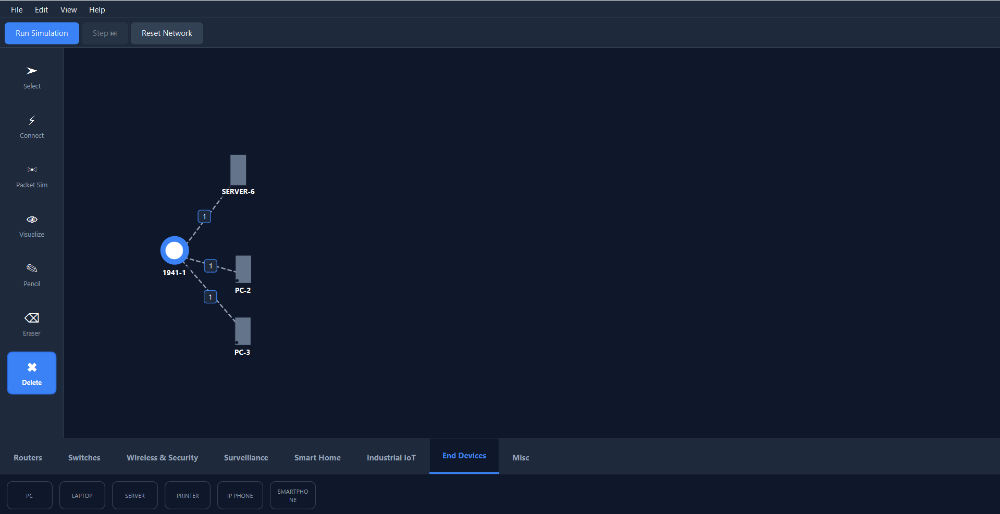 File Edit View Help
Run Simulation Step Reset Network
Select
Connect
Packet Sim
Visualize
Pencil
Eraser
Delete
SERVER-6
1
1941-1
1
PC-2
1
PC-3
Routers Switches Wireless & Security Surveillance Smart Home Industrial IoT End Devices Misc
PC LAPTOP SERVER PRINTER IP PHONE SMARTPHO
NE